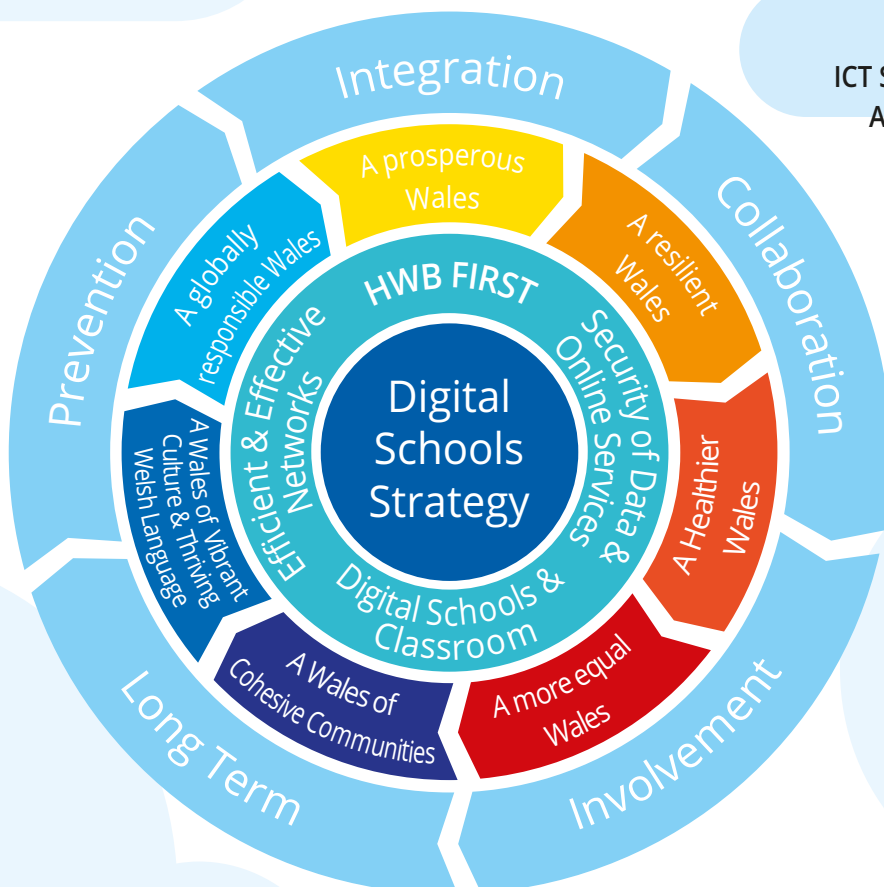 Integration
Collaboration
Involvement
Long Term
Prevention
A prosperous
Wales
A resilient
Wales
A Healthier
Wales
A more equal
Wales
A Wales of
Cohesive Communities
A Wales of Vibrant
Culture & Thriving
Welsh Language
A globally
responsible Wales
HWB FIRST
Security of Data &
Online Services
Digital Schools &
Classroom
Efficient & Effective
Networks
Digital
Schools
Strategy
ICT